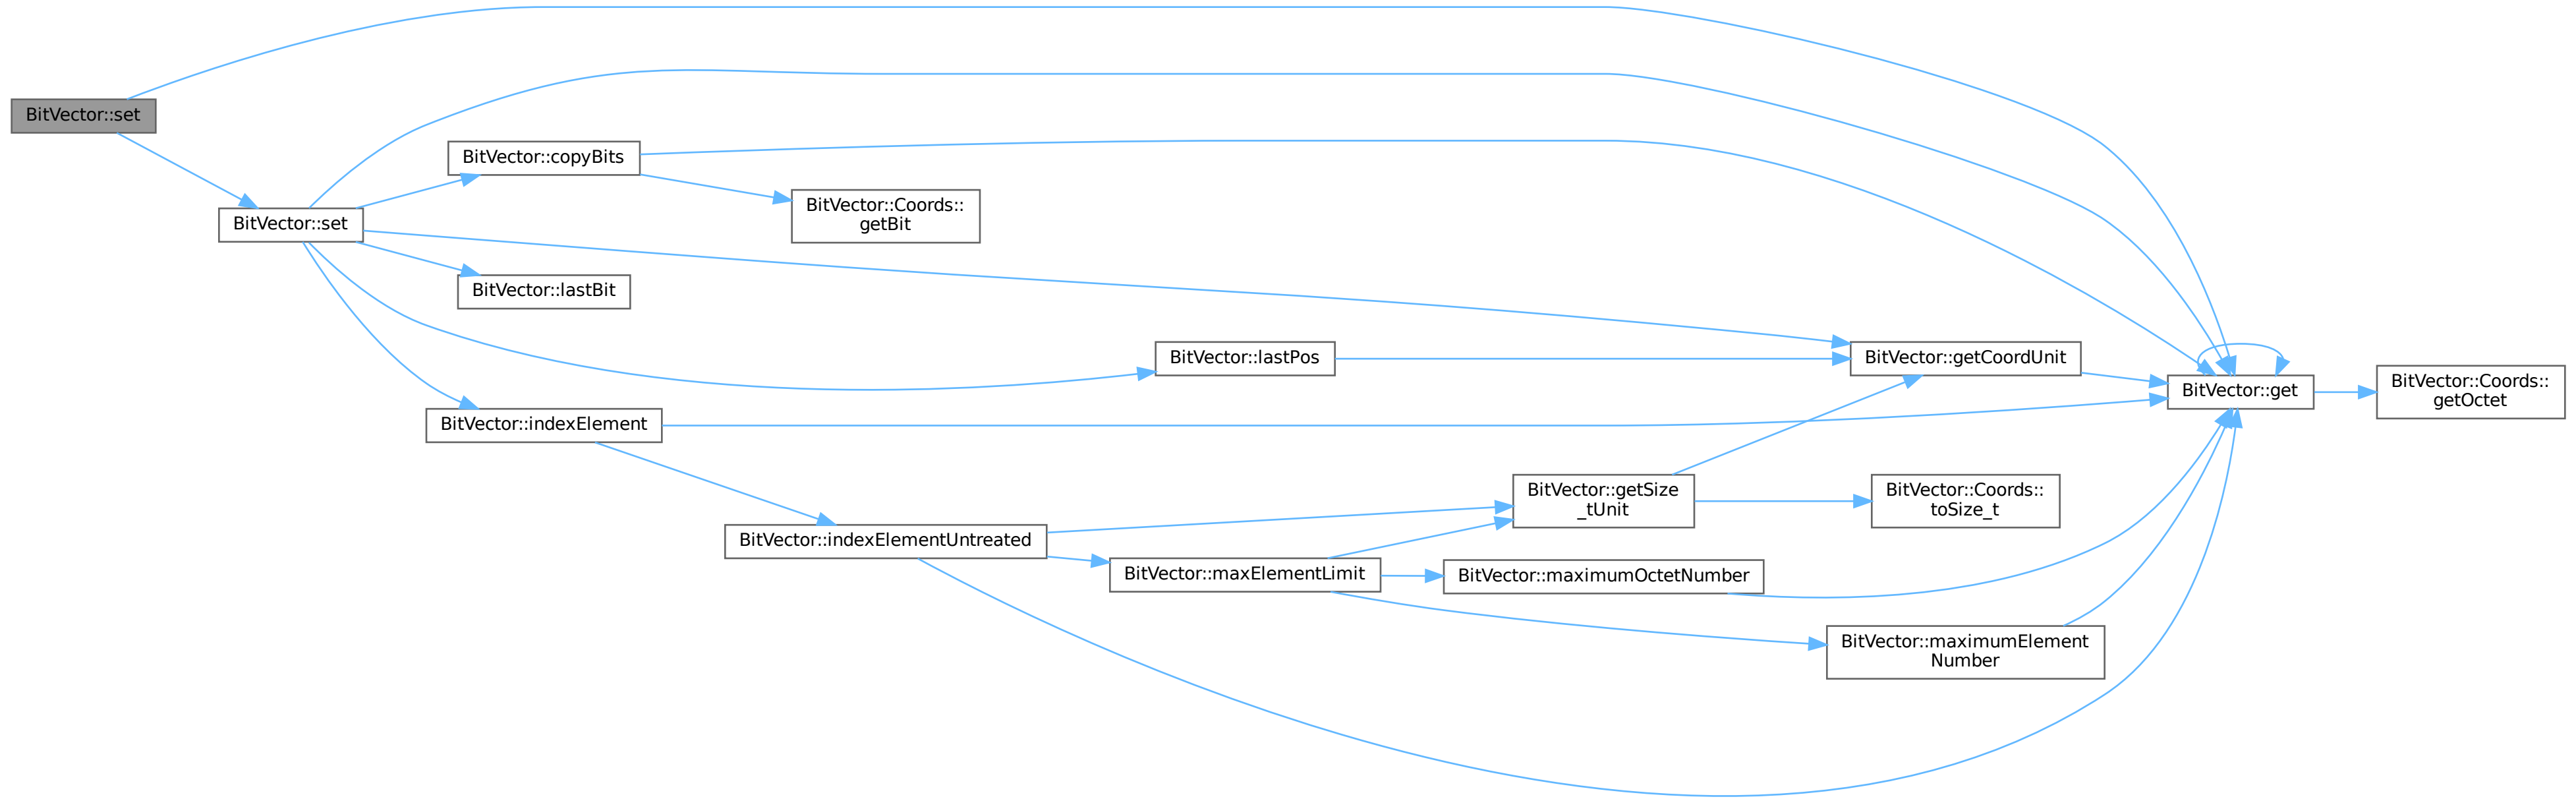 BitVector::set
BitVector::set
BitVector::copyBits
BitVector::Coords::
getBit
BitVector::lastBit
BitVector::lastPos
BitVector::getCoordUnit
BitVector::get
BitVector::Coords::
getOctet
BitVector::indexElement
BitVector::getSize
_tUnit
BitVector::Coords::
toSize_t
BitVector::indexElementUntreated
BitVector::maxElementLimit
BitVector::maximumOctetNumber
BitVector::maximumElement
Number